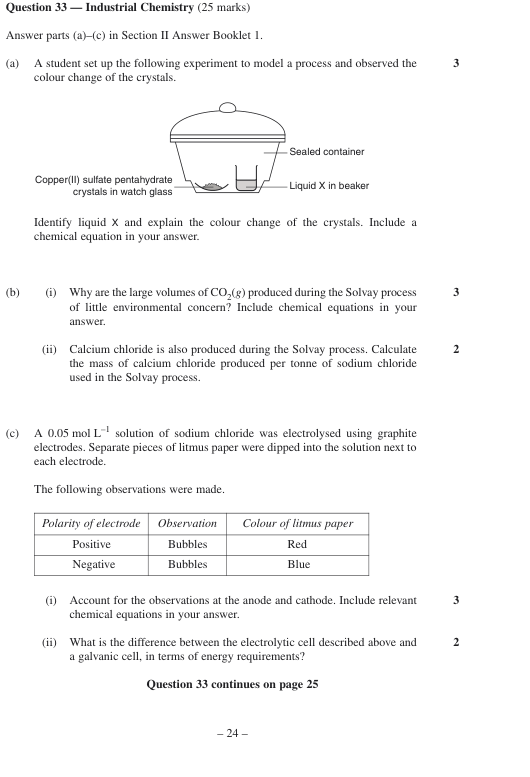 Question 33 — Industrial Chemistry (25 marks)
Answer parts (a)–(c) in Section II Answer Booklet 1.
(a) A student set up the following experiment to model a process and observed the 3
colour change of the crystals.
Sealed container
Copper(II) sulfate pentahydrate
crystals in watch glass
Liquid X in beaker
Identify liquid X and explain the colour change of the crystals. Include a
chemical equation in your answer.
(b) (i) Why are the large volumes of CO₂(g) produced during the Solvay process 3
of little environmental concern? Include chemical equations in your
answer.
(ii) Calcium chloride is also produced during the Solvay process. Calculate 2
the mass of calcium chloride produced per tonne of sodium chloride
used in the Solvay process.
(c) A 0.05 mol L⁻¹ solution of sodium chloride was electrolysed using graphite
electrodes. Separate pieces of litmus paper were dipped into the solution next to
each electrode.
The following observations were made.
Polarity of electrode Observation Colour of litmus paper
Positive Bubbles Red
Negative Bubbles Blue
(i) Account for the observations at the anode and cathode. Include relevant 3
chemical equations in your answer.
(ii) What is the difference between the electrolytic cell described above and 2
a galvanic cell, in terms of energy requirements?
Question 33 continues on page 25
– 24 –